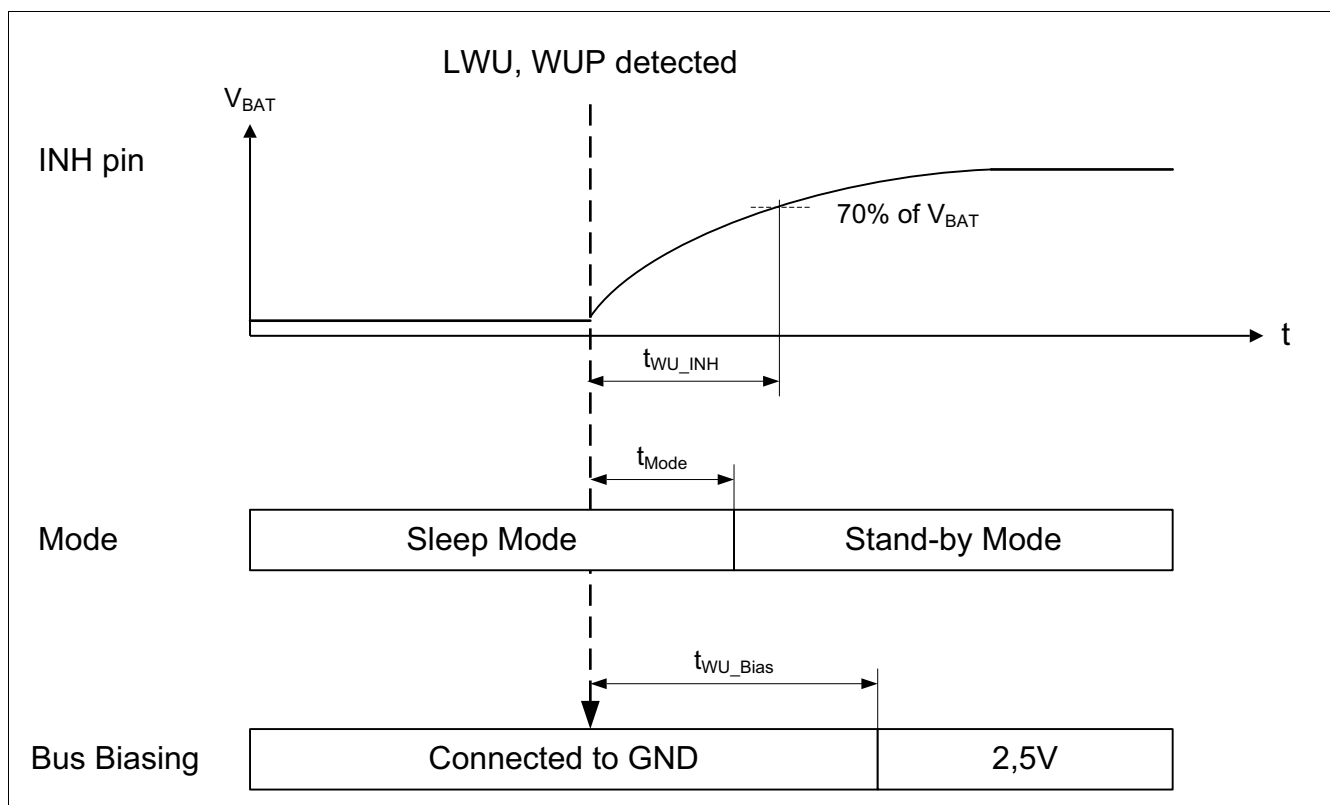 LWU, WUP detected
V_BAT
INH pin
70% of V_BAT
t
t_WU_INH
t_Mode
Mode
Sleep Mode
Stand-by Mode
t_WU_Bias
Bus Biasing
Connected to GND
2,5V